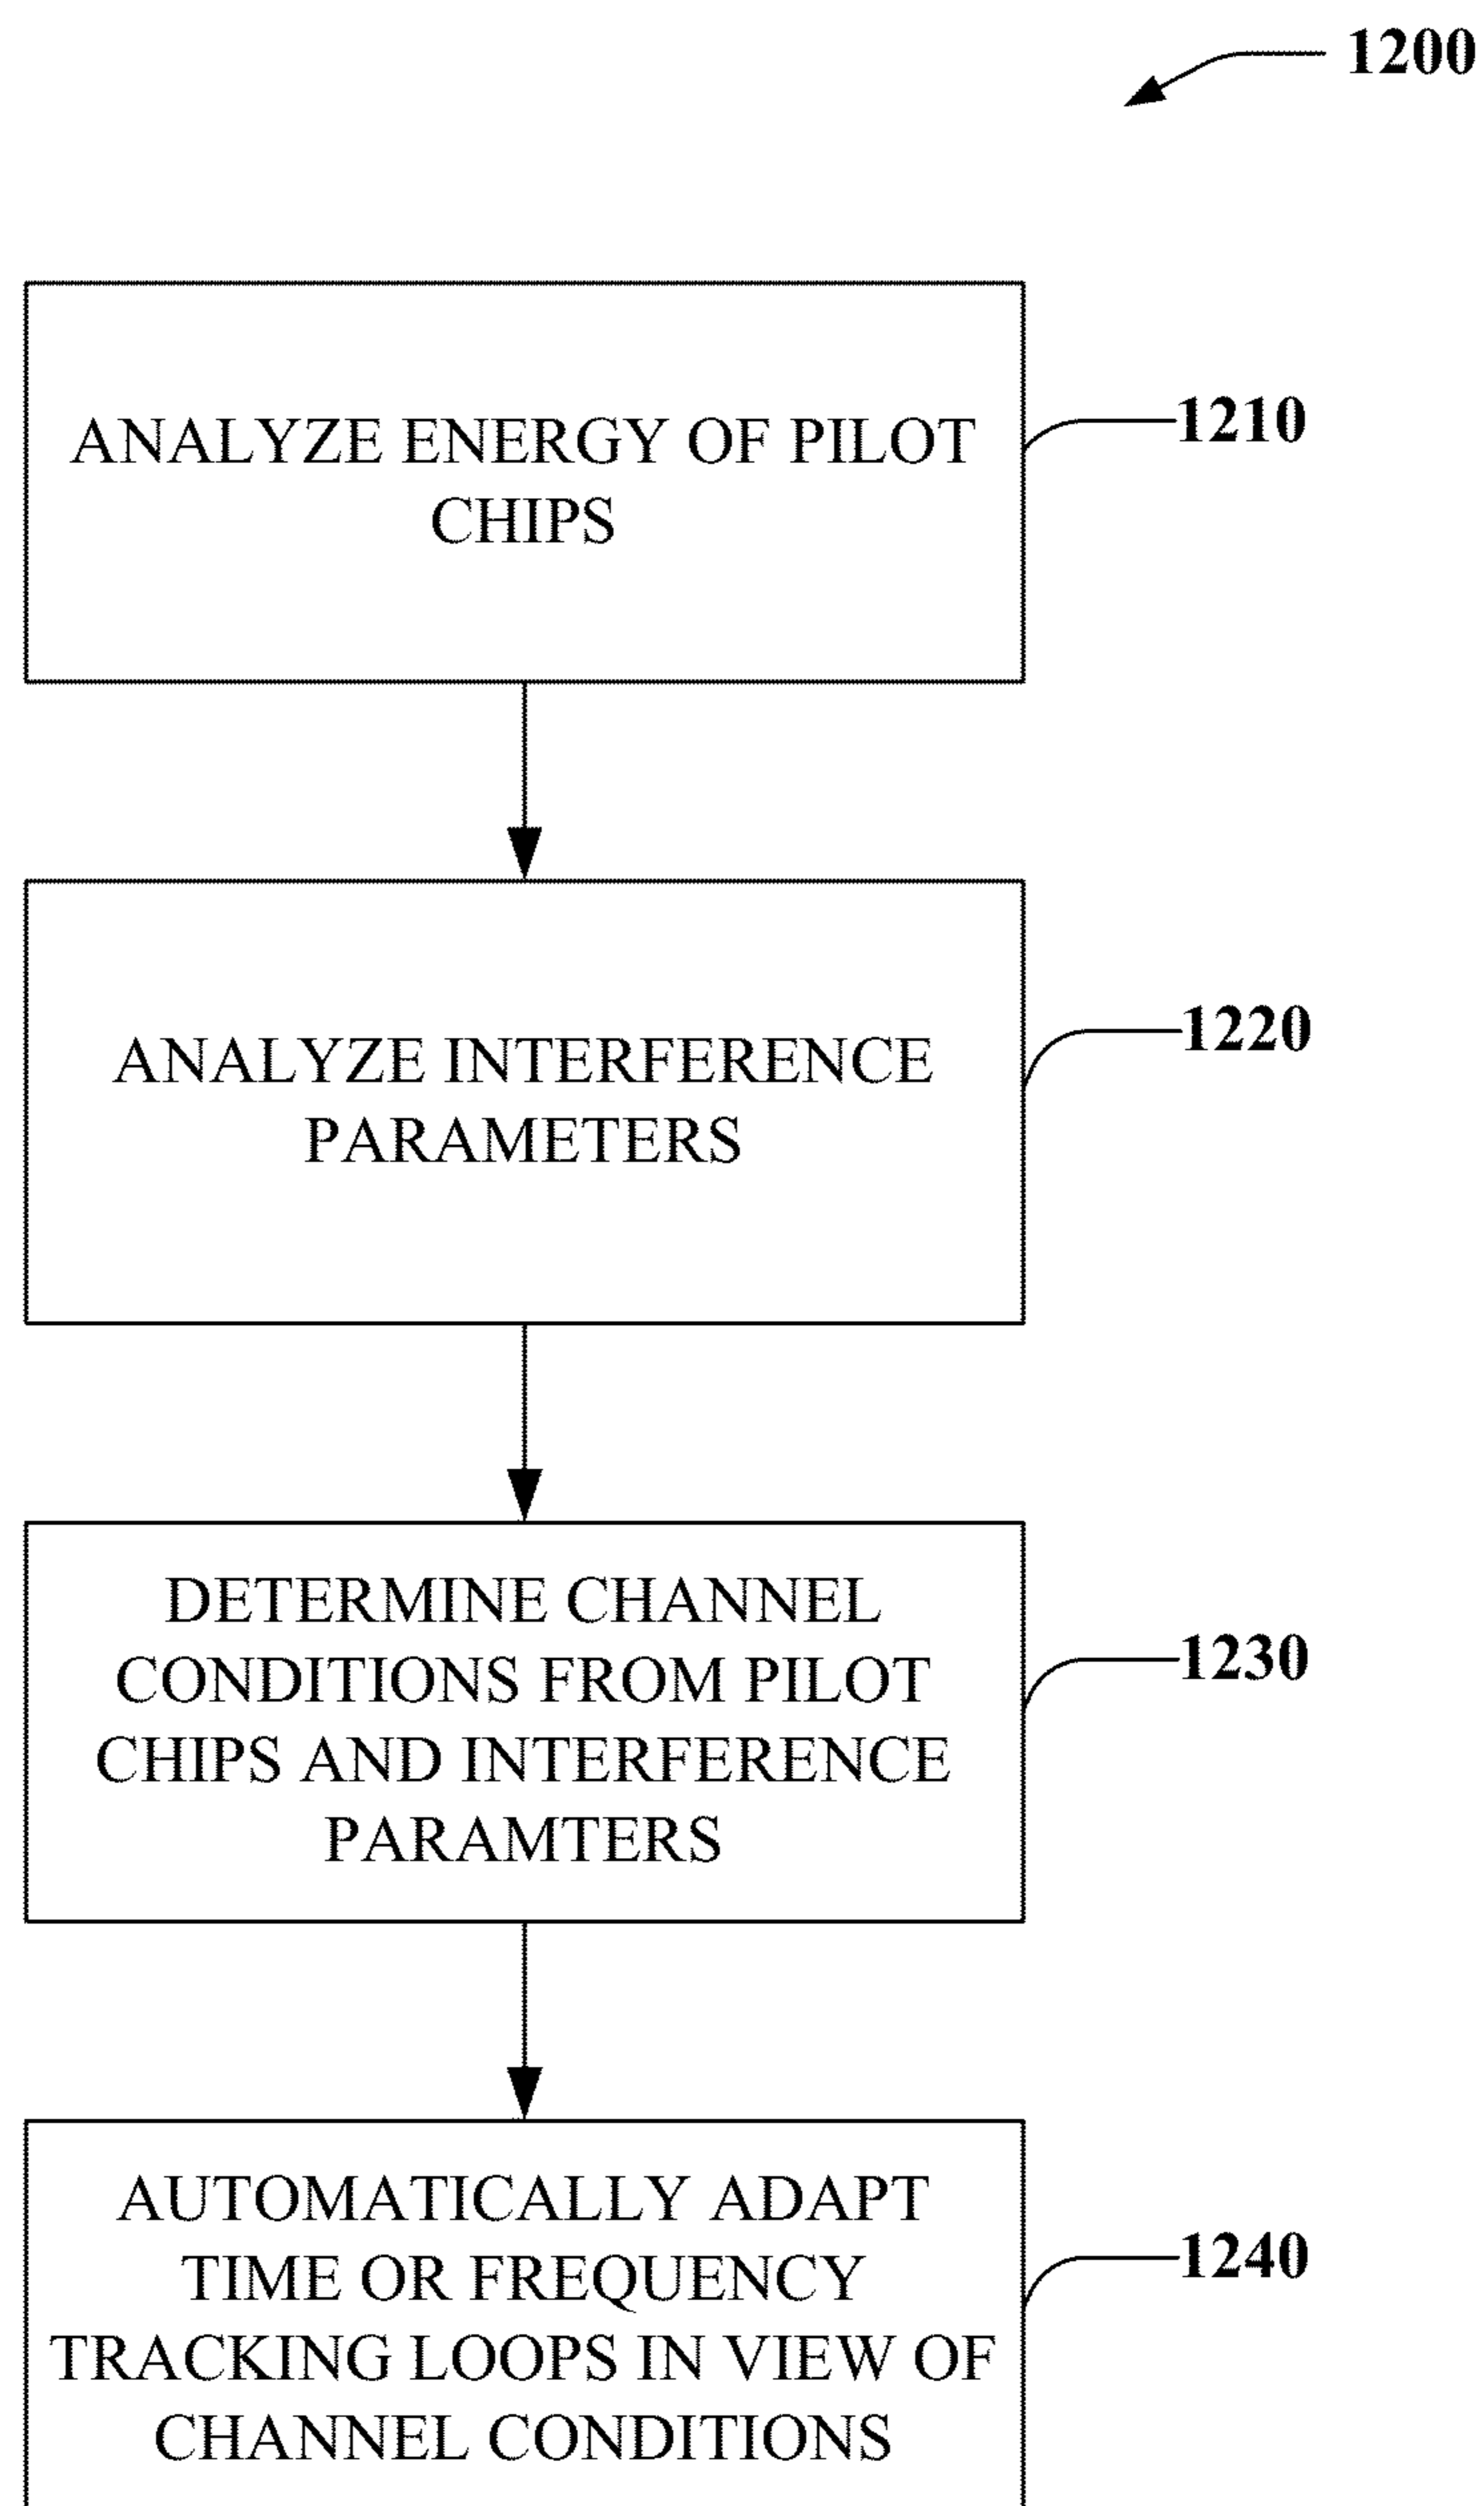 1200
ANALYZE ENERGY OF PILOT
CHIPS
1210
ANALYZE INTERFERENCE
PARAMETERS
1220
DETERMINE CHANNEL
CONDITIONS FROM PILOT
CHIPS AND INTERFERENCE
PARAMTERS
1230
AUTOMATICALLY ADAPT
TIME OR FREQUENCY
TRACKING LOOPS IN VIEW OF
CHANNEL CONDITIONS
1240